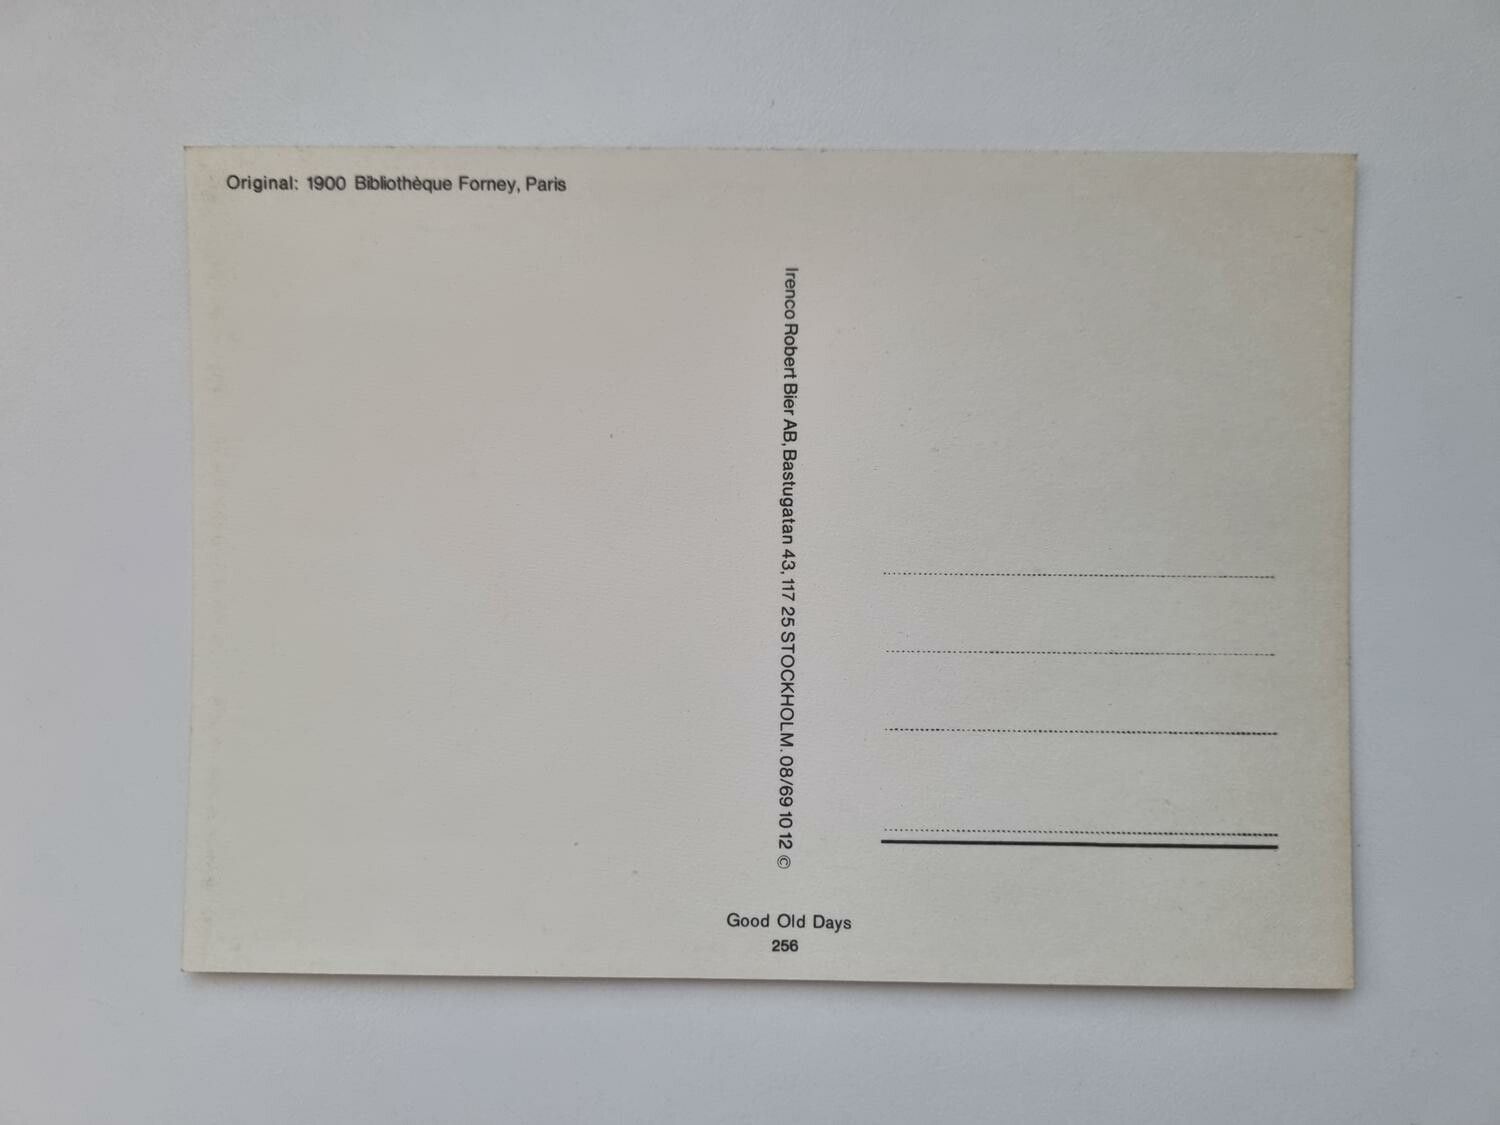 Original: 1900 Bibliothèque Forney, Paris
Irenco Robert Bier AB, Bastugatan 43, 117 25 STOCKHOLM. 08/69 10 12 ©
Good Old Days
256